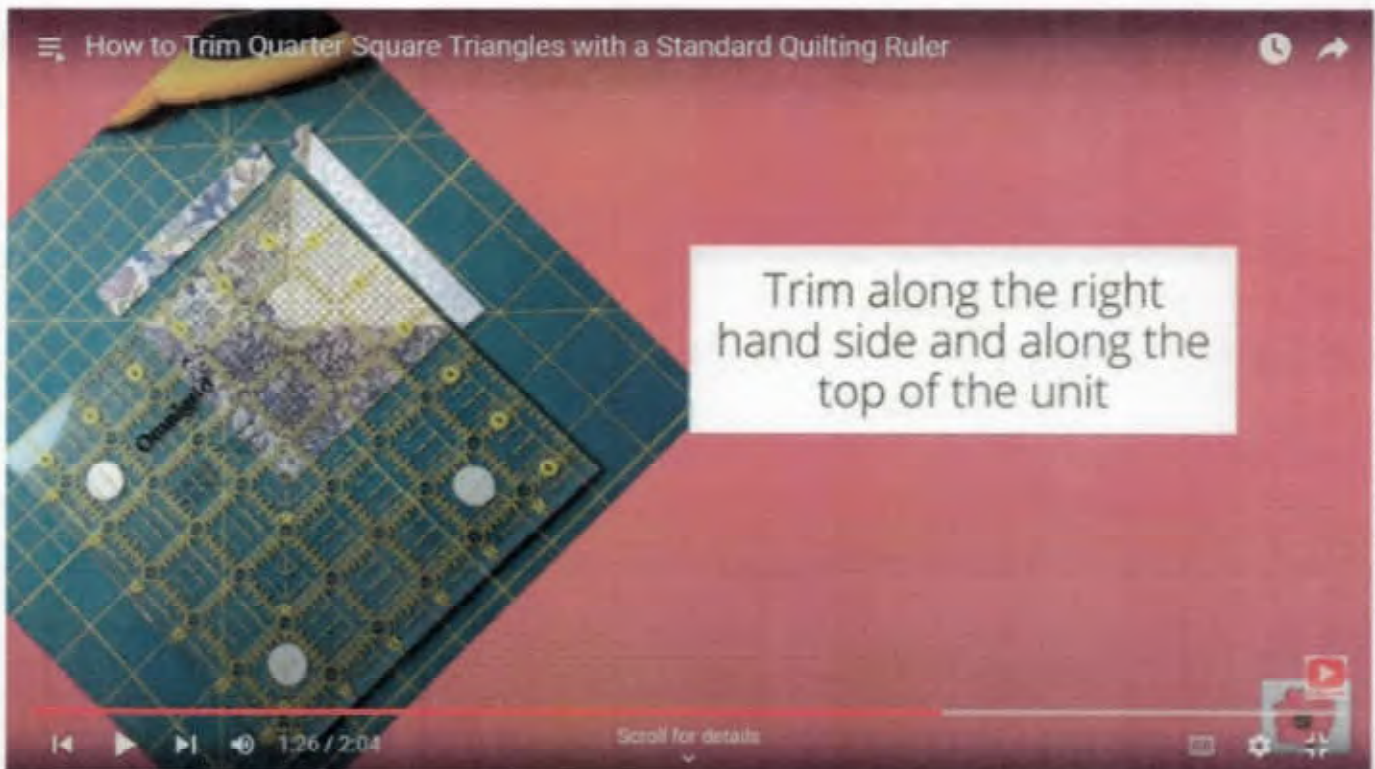 How to Trim Quarter Square Triangles with a Standard Quilting Ruler
Trim along the right
hand side and along the
top of the unit
1:26 / 2:04
Scroll for details